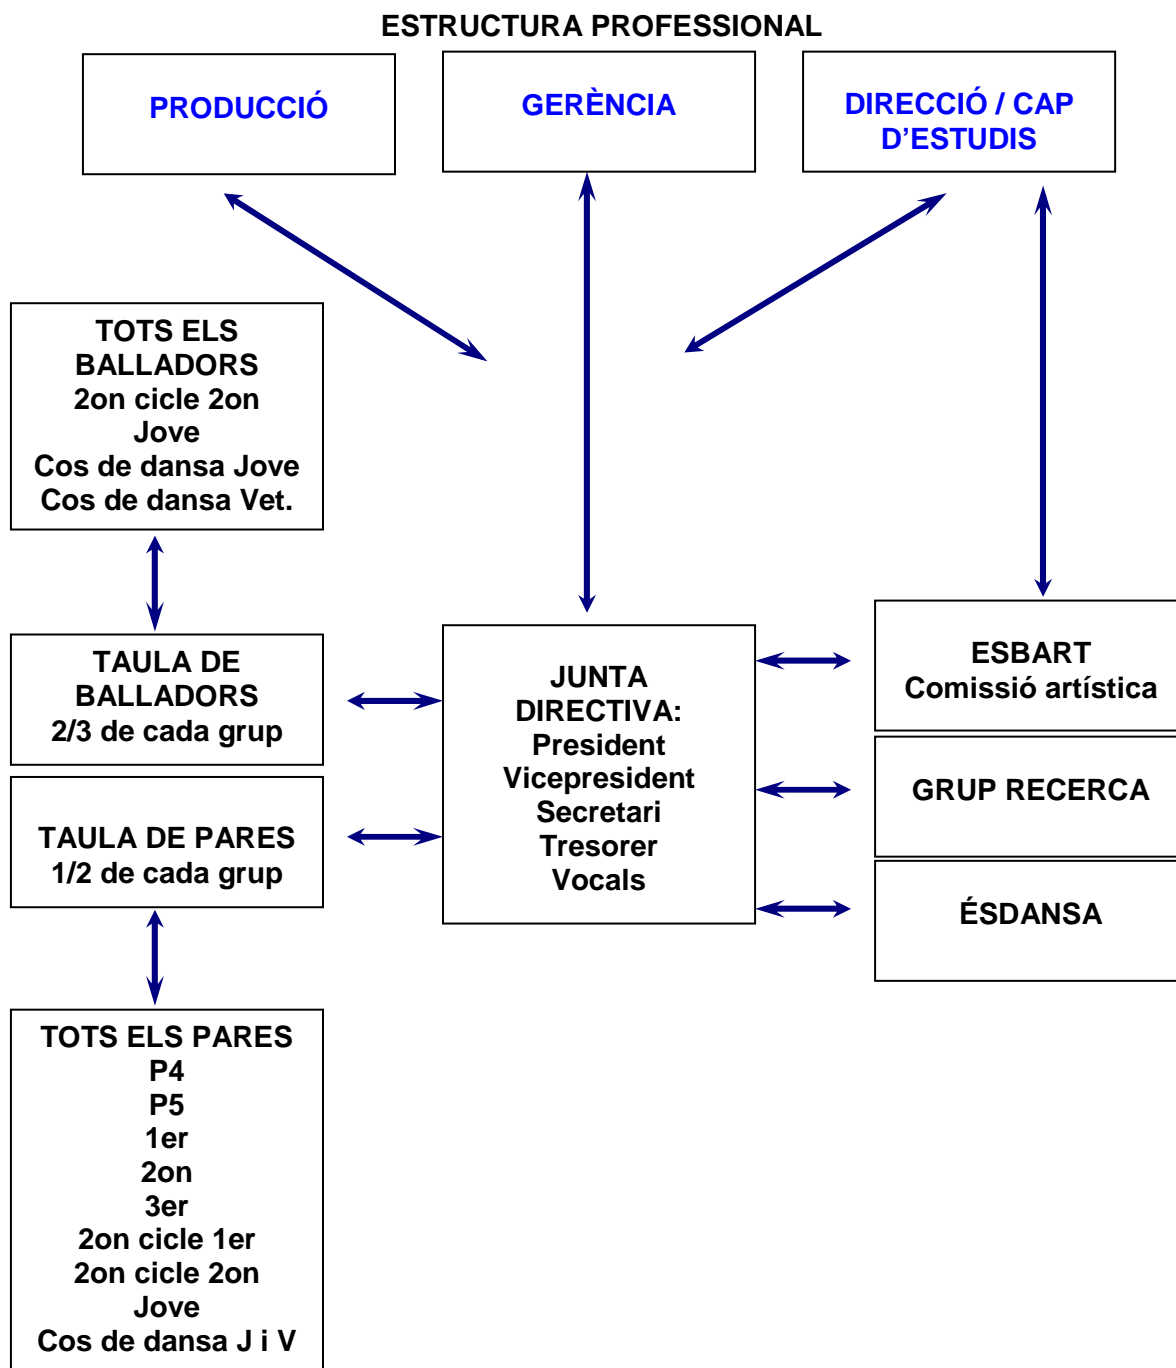 ESTRUCTURA PROFESSIONAL
PRODUCCIÓ
GERÈNCIA
DIRECCIÓ / CAP
D’ESTUDIS
TOTS ELS
BALLADORS
2on cicle 2on
Jove
Cos de dansa Jove
Cos de dansa Vet.
TAULA DE
BALLADORS
2/3 de cada grup
TAULA DE PARES
1/2 de cada grup
JUNTA
DIRECTIVA:
President
Vicepresident
Secretari
Tresorer
Vocals
ESBART
Comissió artística
GRUP RECERCA
ÉSDANSA
TOTS ELS PARES
P4
P5
1er
2on
3er
2on cicle 1er
2on cicle 2on
Jove
Cos de dansa J i V